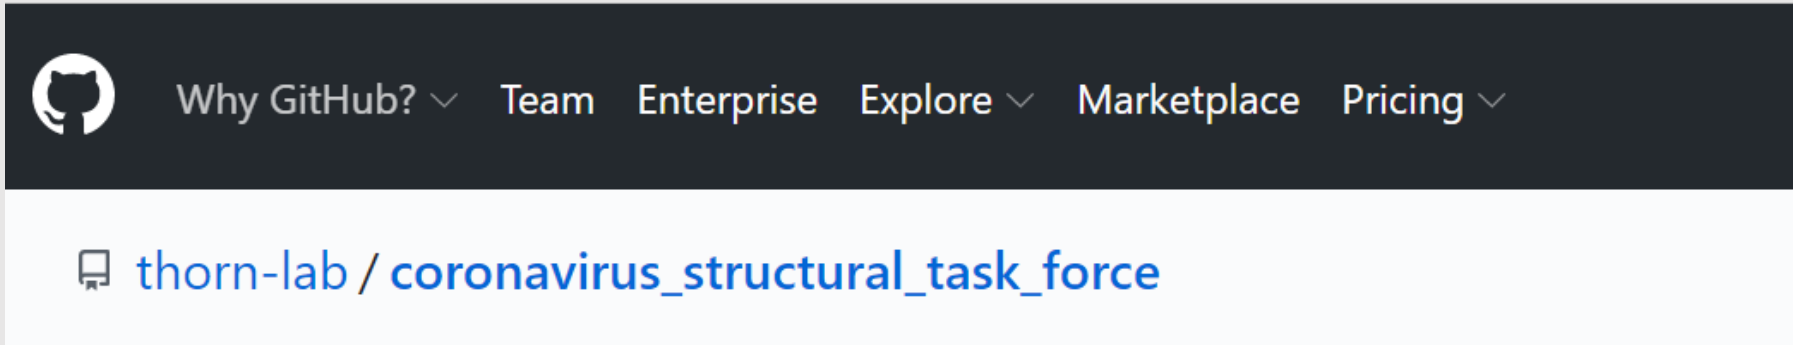 Why GitHub? Team Enterprise Explore Marketplace Pricing
thorn-lab / coronavirus_structural_task_force